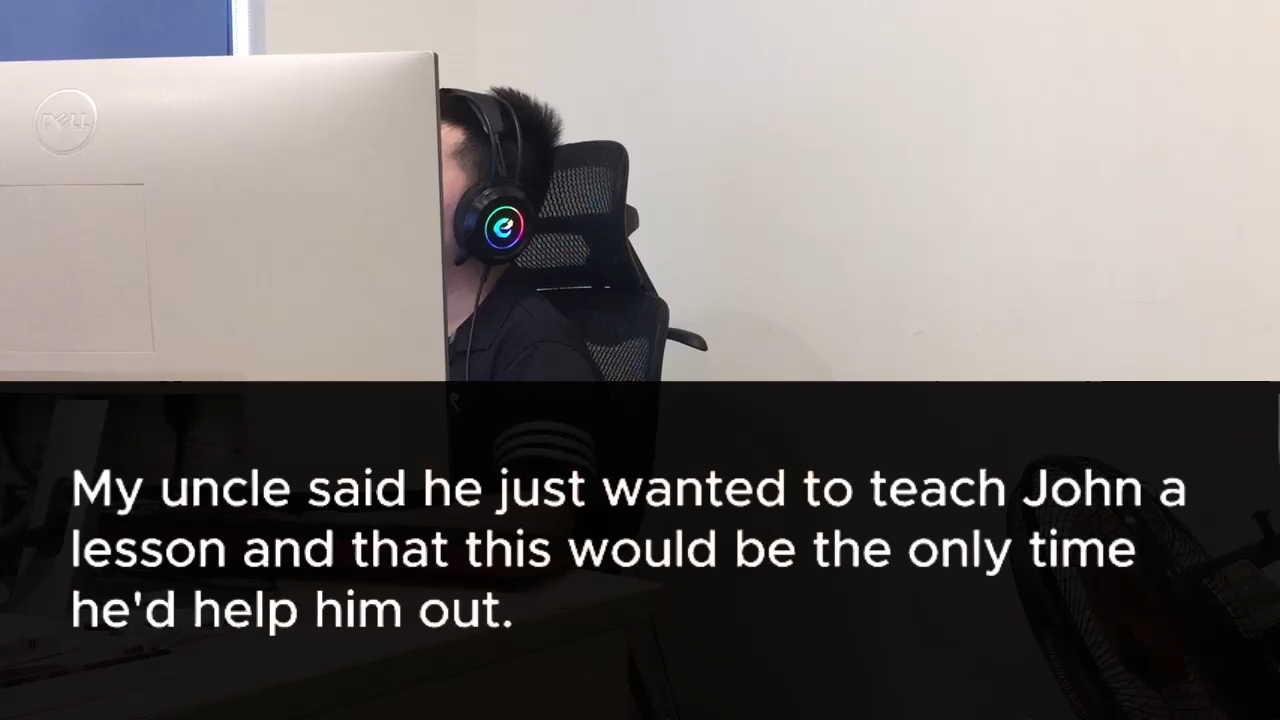 DELL
My uncle said he just wanted to teach John a
lesson and that this would be the only time
he'd help him out.